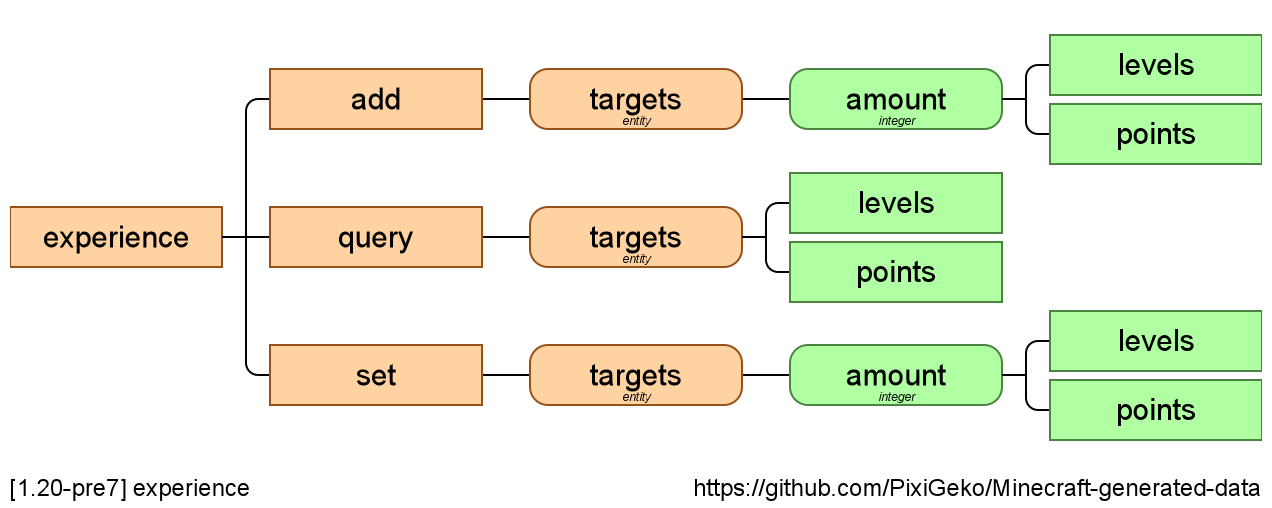 levels
add
targets
entity
amount
integer
points
levels
experience
query
targets
entity
points
levels
set
targets
entity
amount
integer
points
[1.20-pre7] experience
https://github.com/PixiGeko/Minecraft-generated-data